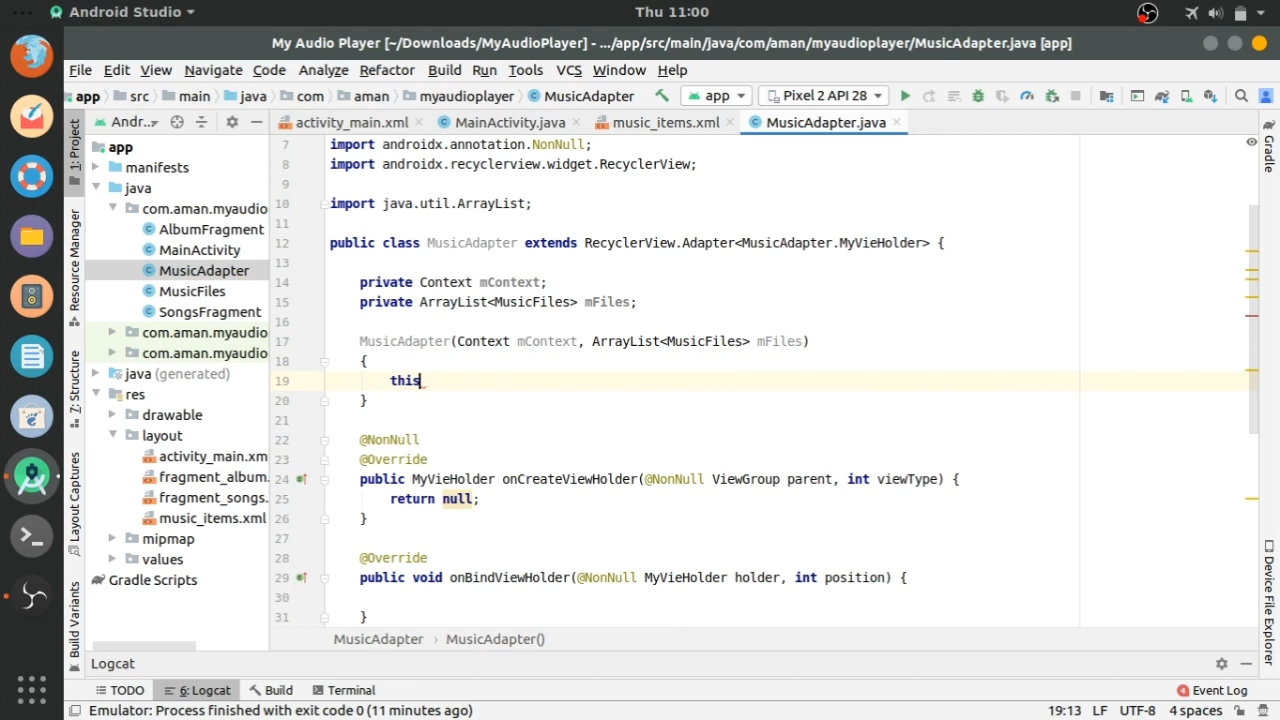 Android Studio
Thu 11:00
My Audio Player [~/Downloads/MyAudioPlayer] - .../app/src/main/java/com/aman/myaudioplayer/MusicAdapter.java [app]
File Edit View Navigate Code Analyze Refactor Build Run Tools VCS Window Help
app src main java com aman myaudioplayer MusicAdapter app Pixel 2 API 28
Andr... activity_main.xml MainActivity.java music_items.xml MusicAdapter.java
1: Project
Resource Manager
7: Structure
Layout Captures
Build Variants
app
manifests
java
com.aman.myaudio
AlbumFragment
MainActivity
MusicAdapter
MusicFiles
SongsFragment
com.aman.myaudio
com.aman.myaudio
java (generated)
res
drawable
layout
activity_main.xm
fragment_album.
fragment_songs.
music_items.xml
mipmap
values
Gradle Scripts
7 import androidx.annotation.NonNull;
8 import androidx.recyclerview.widget.RecyclerView;
9
10 import java.util.ArrayList;
11
12 public class MusicAdapter extends RecyclerView.Adapter<MusicAdapter.MyVieHolder> {
13
14 private Context mContext;
15 private ArrayList<MusicFiles> mFiles;
16
17 MusicAdapter(Context mContext, ArrayList<MusicFiles> mFiles)
18 {
19 this
20 }
21
22 @NonNull
23 @Override
24 public MyVieHolder onCreateViewHolder(@NonNull ViewGroup parent, int viewType) {
25 return null;
26 }
27
28 @Override
29 public void onBindViewHolder(@NonNull MyVieHolder holder, int position) {
30
31 }
MusicAdapter MusicAdapter()
Gradle
Device File Explorer
Logcat
TODO 6: Logcat Build Terminal 4 Event Log
Emulator: Process finished with exit code 0 (11 minutes ago) 19:13 LF UTF-8 4 spaces